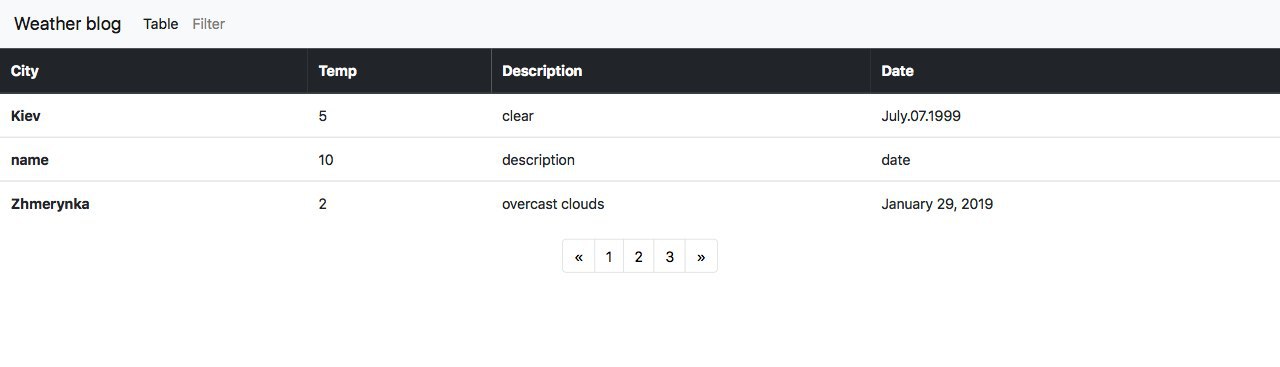 Weather blog Table Filter
City Temp Description Date
Kiev 5 clear July.07.1999
name 10 description date
Zhmerynka 2 overcast clouds January 29, 2019
« 1 2 3 »